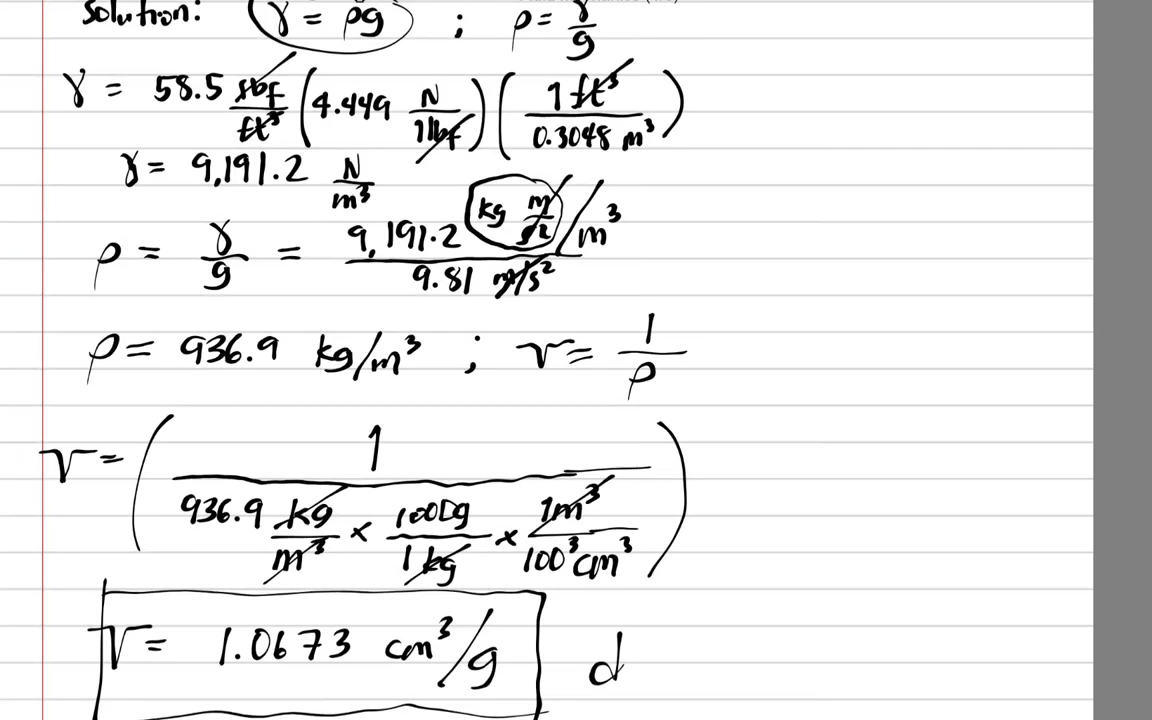 Solution: γ = ρg ; ρ = γ/g
γ = 58.5 lbf/ft³ (4.449 N/1lbf) (1 ft³/0.3048 m³)
γ = 9,191.2 N/m³
ρ = γ/g = 9,191.2 kg m/s² / m³ / 9.81 m/s²
ρ = 936.9 kg/m³ ; v = 1/ρ
v = (1 / 936.9 kg/m³ × 1000g/1 kg × 1m³/100³cm³)
v = 1.0673 cm³/g d